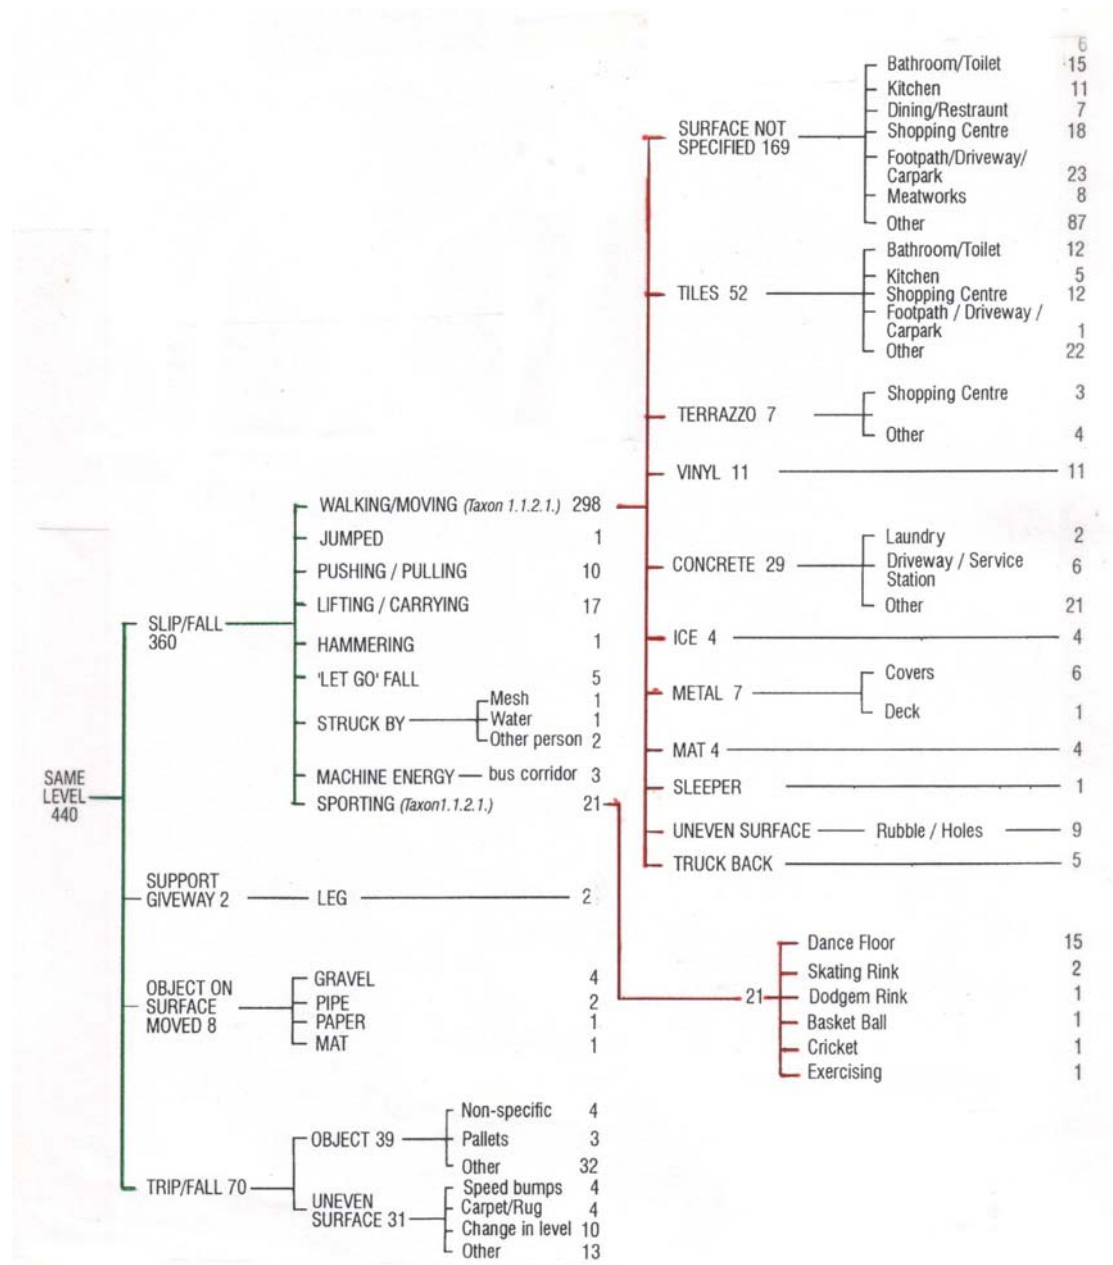 6
Bathroom/Toilet 15
Kitchen 11
Dining/Restraunt 7
SURFACE NOT
SPECIFIED 169
Shopping Centre 18
Footpath/Driveway/
Carpark 23
Meatworks 8
Other 87
Bathroom/Toilet 12
Kitchen 5
TILES 52
Shopping Centre 12
Footpath / Driveway /
Carpark 1
Other 22
Shopping Centre 3
TERRAZZO 7
Other 4
VINYL 11 11
Laundry 2
CONCRETE 29
Driveway / Service
Station 6
Other 21
ICE 4 4
Covers 6
METAL 7
Deck 1
MAT 4 4
SLEEPER 1
UNEVEN SURFACE Rubble / Holes 9
TRUCK BACK 5
WALKING/MOVING (Taxon 1.1.2.1.) 298
JUMPED 1
PUSHING / PULLING 10
LIFTING / CARRYING 17
SLIP/FALL
360
HAMMERING 1
'LET GO' FALL 5
Mesh 1
STRUCK BY Water 1
Other person 2
MACHINE ENERGY bus corridor 3
SPORTING (Taxon1.1.2.1.) 21
SAME
LEVEL
440
SUPPORT
GIVEWAY 2 LEG 2
OBJECT ON
SURFACE
MOVED 8
GRAVEL 4
PIPE 2
PAPER 1
MAT 1
21
Dance Floor 15
Skating Rink 2
Dodgem Rink 1
Basket Ball 1
Cricket 1
Exercising 1
TRIP/FALL 70
OBJECT 39
Non-specific 4
Pallets 3
Other 32
UNEVEN
SURFACE 31
Speed bumps 4
Carpet/Rug 4
Change in level 10
Other 13